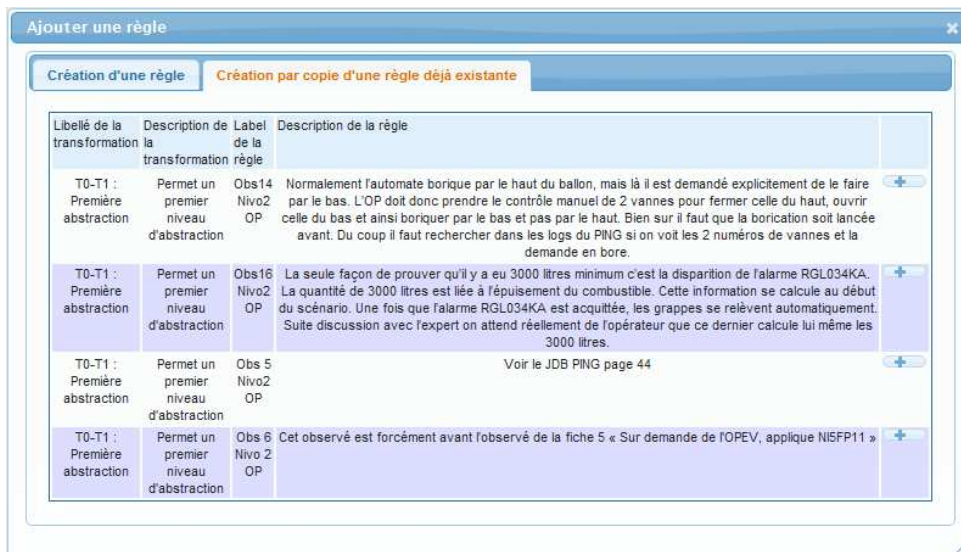 Ajouter une règle
Création d'une règle
Création par copie d'une règle déjà existante
Libellé de la transformation
Description de la transformation
Label de la règle
Description de la règle
T0-T1 :
Première
abstraction
Permet un
premier
niveau
d'abstraction
Obs14
Nivo2
OP
Normalement l'automate borique par le haut du ballon, mais là il est demandé explicitement de le faire
par le bas. L'OP doit donc prendre le contrôle manuel de 2 vannes pour fermer celle du haut, ouvrir
celle du bas et ainsi boriquer par le bas et pas par le haut. Bien sur il faut que la borication soit lancée
avant. Du coup il faut rechercher dans les logs du PING si on voit les 2 numéros de vannes et la
demande en bore.
T0-T1 :
Première
abstraction
Permet un
premier
niveau
d'abstraction
Obs16
Nivo2
OP
La seule façon de prouver qu'il y a eu 3000 litres minimum c'est la disparition de l'alarme RGL034KA.
La quantité de 3000 litres est liée à l'épuisement du combustible. Cette information se calcule au début
du scénario. Une fois que l'alarme RGL034KA est acquittée, les grappes se relèvent automatiquement.
Suite discussion avec l'expert on attend réellement de l'opérateur que ce dernier calcule lui même les
3000 litres.
T0-T1 :
Première
abstraction
Permet un
premier
niveau
d'abstraction
Obs 5
Nivo2
OP
Voir le JDB PING page 44
T0-T1 :
Première
abstraction
Permet un
premier
niveau
d'abstraction
Obs 6
Nivo 2
OP
Cet observé est forcément avant l'observé de la fiche 5 « Sur demande de l'OPEV, applique NI5FP11 »